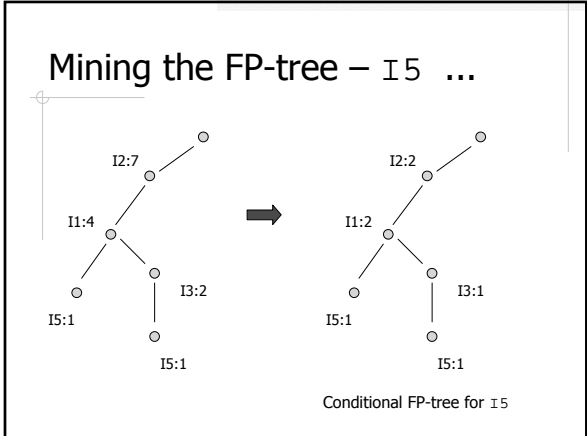 Mining the FP-tree – I5 ...
I2:7
I1:4
I3:2
I5:1
I5:1
I2:2
I1:2
I3:1
I5:1
I5:1
Conditional FP-tree for I5